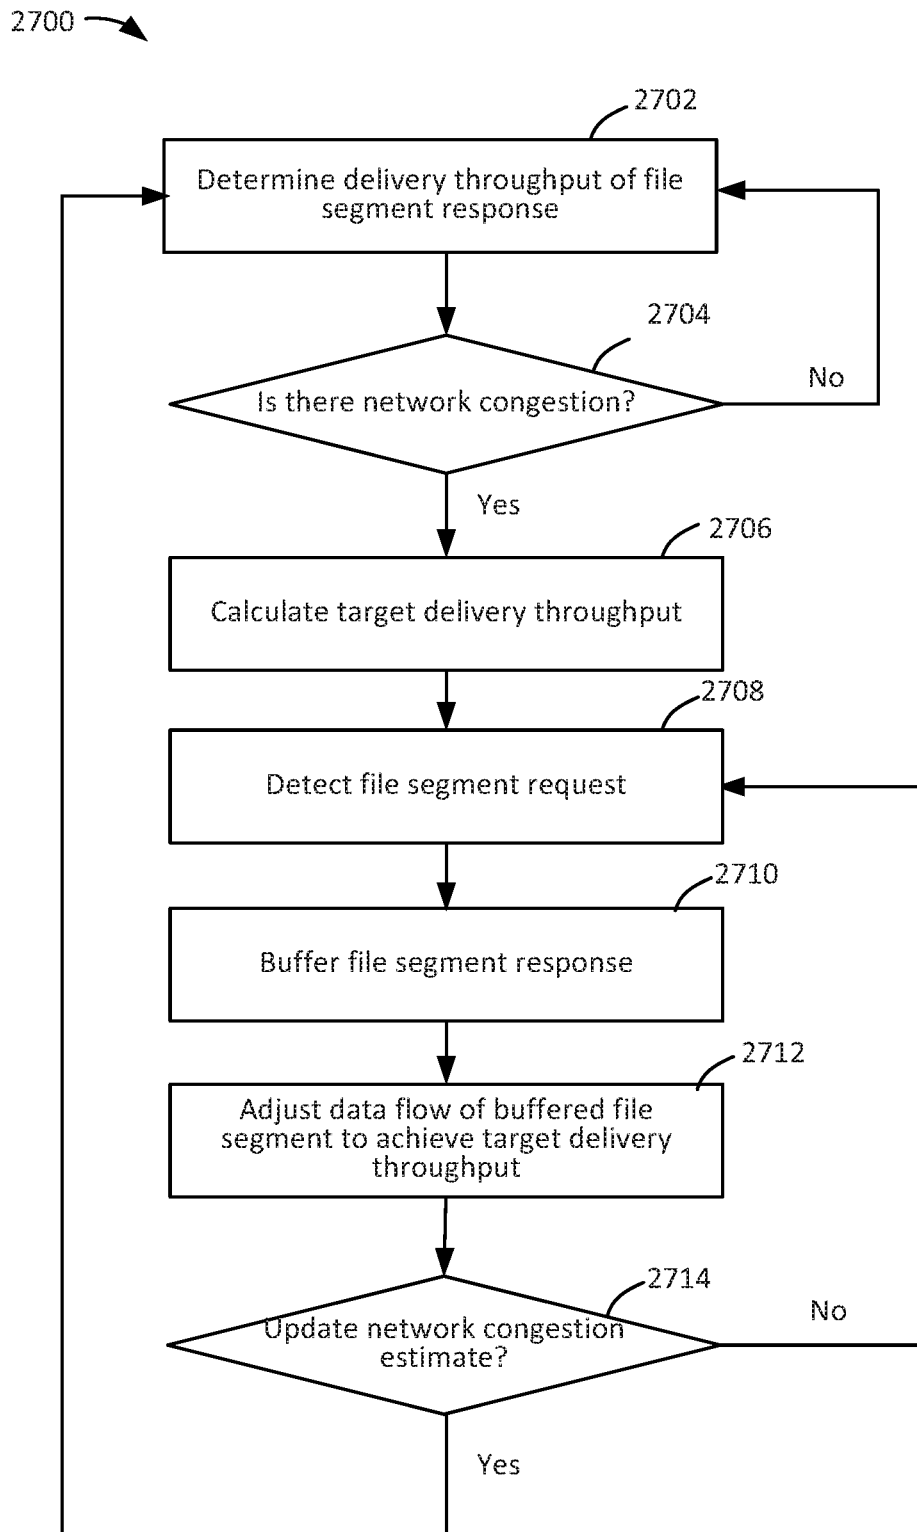 2700
2702
Determine delivery throughput of file
segment response
2704
Is there network congestion?
No
Yes
2706
Calculate target delivery throughput
2708
Detect file segment request
2710
Buffer file segment response
2712
Adjust data flow of buffered file
segment to achieve target delivery
throughput
2714
Update network congestion
estimate?
No
Yes